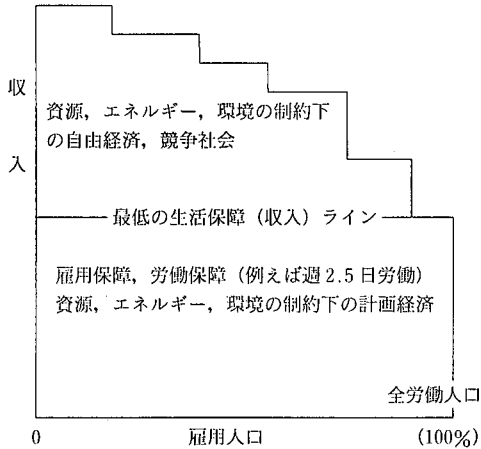 収
入
資源，エネルギー，環境の制約下
の自由経済，競争社会
最低の生活保障（収入）ライン
雇用保障，労働保障（例えば週2.5日労働）
資源，エネルギー，環境の制約下の計画経済
全労働人口
0
雇用人口
(100%)